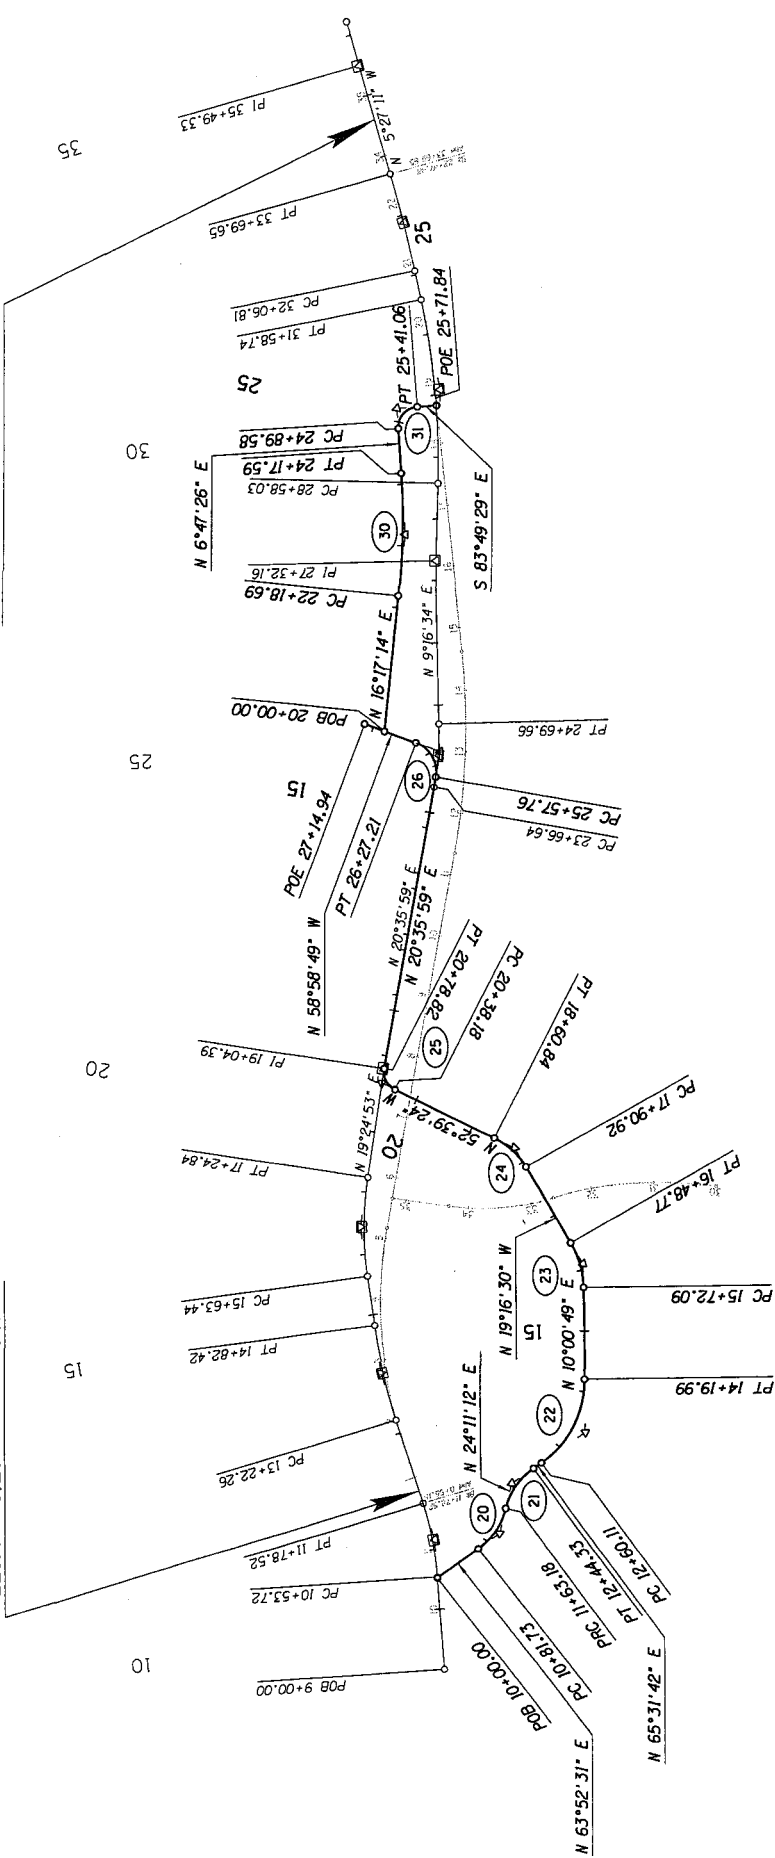 35
PI 35+49.33
N 5°27'11" W
PT 33+69.65
25
PC 32+06.81
PT 31+58.74
25
PT 25+41.06
POE 25+71.84
30
N 6°47'26" E
PC 24+89.58
PT 24+17.59
PC 28+58.03
31
30
S 83°49'29" E
PI 27+32.16
PC 22+18.69
N 16°17'14" E
N 9°16'34" E
POB 20+00.00
PT 24+69.66
25
15
POE 27+14.94
PT 26+27.21
26
PC 25+57.76
PC 23+66.64
N 58°58'49" W
N 20°35'59" E
N 20°35'59" E
PT 20+78.82
PC 20+38.18
25
PI 19+04.39
20
N 19°24'53" E
N 52°39'24" W
20
PT 18+60.84
PC 17+90.92
PT 17+24.84
24
PT 16+48.77
N 19°16'30" W
15
23
PC 15+72.09
PC 15+63.44
N 10°00'49" E
PT 14+82.42
15
PT 14+19.99
N 24°11'12" E
22
PC 13+22.26
21
20
PT 11+78.52
PC 12+60.11
PT 12+44.33
PRC 11+63.18
PC 10+53.72
PC 10+81.73
POB 10+00.00
10
POB 9+00.00
N 65°31'42" E
N 63°52'31" E